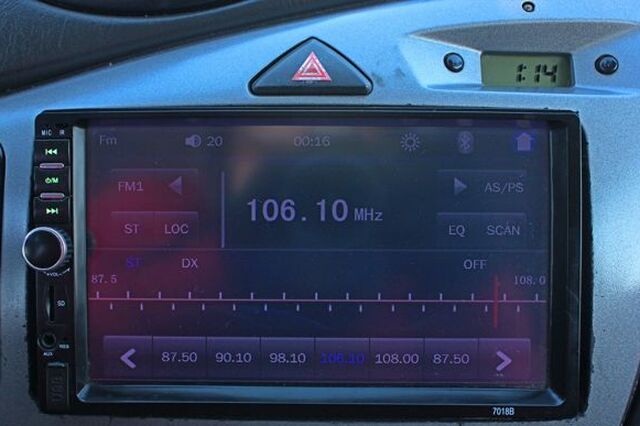 1:14
MIC IR
Fm 20 00:16
FM1 106.10 MHz AS/PS
ST LOC EQ SCAN
+VOL-
ST DX OFF
87.5 108.0
SD
RES
AUX
87.50 90.10 98.10 106.10 108.00 87.50
7018B